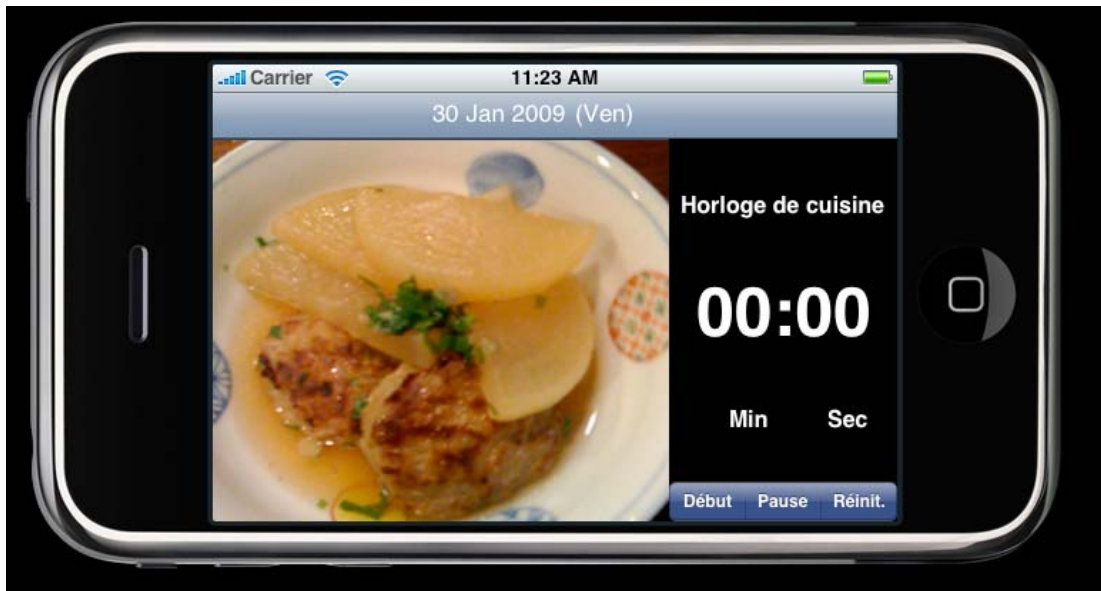 Carrier 11:23 AM
30 Jan 2009 (Ven)
Horloge de cuisine
00:00
Min Sec
Début Pause Réinit.